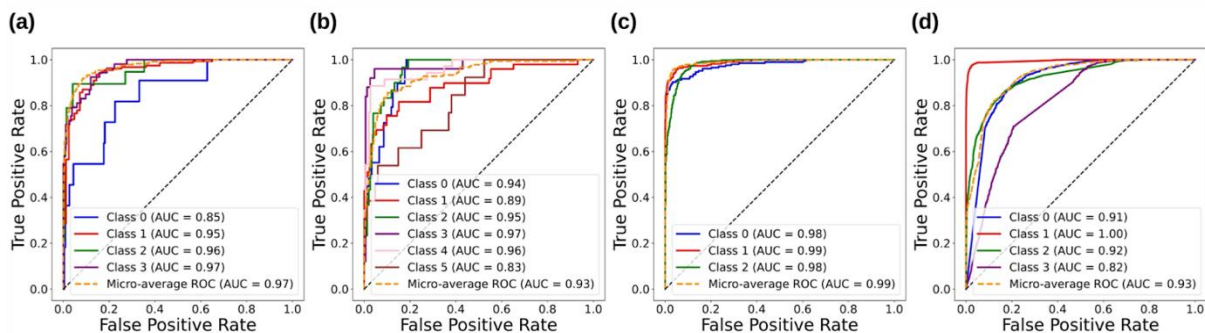 (a)
True Positive Rate
1.0
0.8
0.6
0.4
0.2
0.0
Class 0 (AUC = 0.85)
Class 1 (AUC = 0.95)
Class 2 (AUC = 0.96)
Class 3 (AUC = 0.97)
Micro-average ROC (AUC = 0.97)
0.0 0.2 0.4 0.6 0.8 1.0
False Positive Rate
(b)
True Positive Rate
1.0
0.8
0.6
0.4
0.2
0.0
Class 0 (AUC = 0.94)
Class 1 (AUC = 0.89)
Class 2 (AUC = 0.95)
Class 3 (AUC = 0.97)
Class 4 (AUC = 0.96)
Class 5 (AUC = 0.83)
Micro-average ROC (AUC = 0.93)
0.0 0.2 0.4 0.6 0.8 1.0
False Positive Rate
(c)
True Positive Rate
1.0
0.8
0.6
0.4
0.2
0.0
Class 0 (AUC = 0.98)
Class 1 (AUC = 0.99)
Class 2 (AUC = 0.98)
Micro-average ROC (AUC = 0.99)
0.0 0.2 0.4 0.6 0.8 1.0
False Positive Rate
(d)
True Positive Rate
1.0
0.8
0.6
0.4
0.2
0.0
Class 0 (AUC = 0.91)
Class 1 (AUC = 1.00)
Class 2 (AUC = 0.92)
Class 3 (AUC = 0.82)
Micro-average ROC (AUC = 0.93)
0.0 0.2 0.4 0.6 0.8 1.0
False Positive Rate